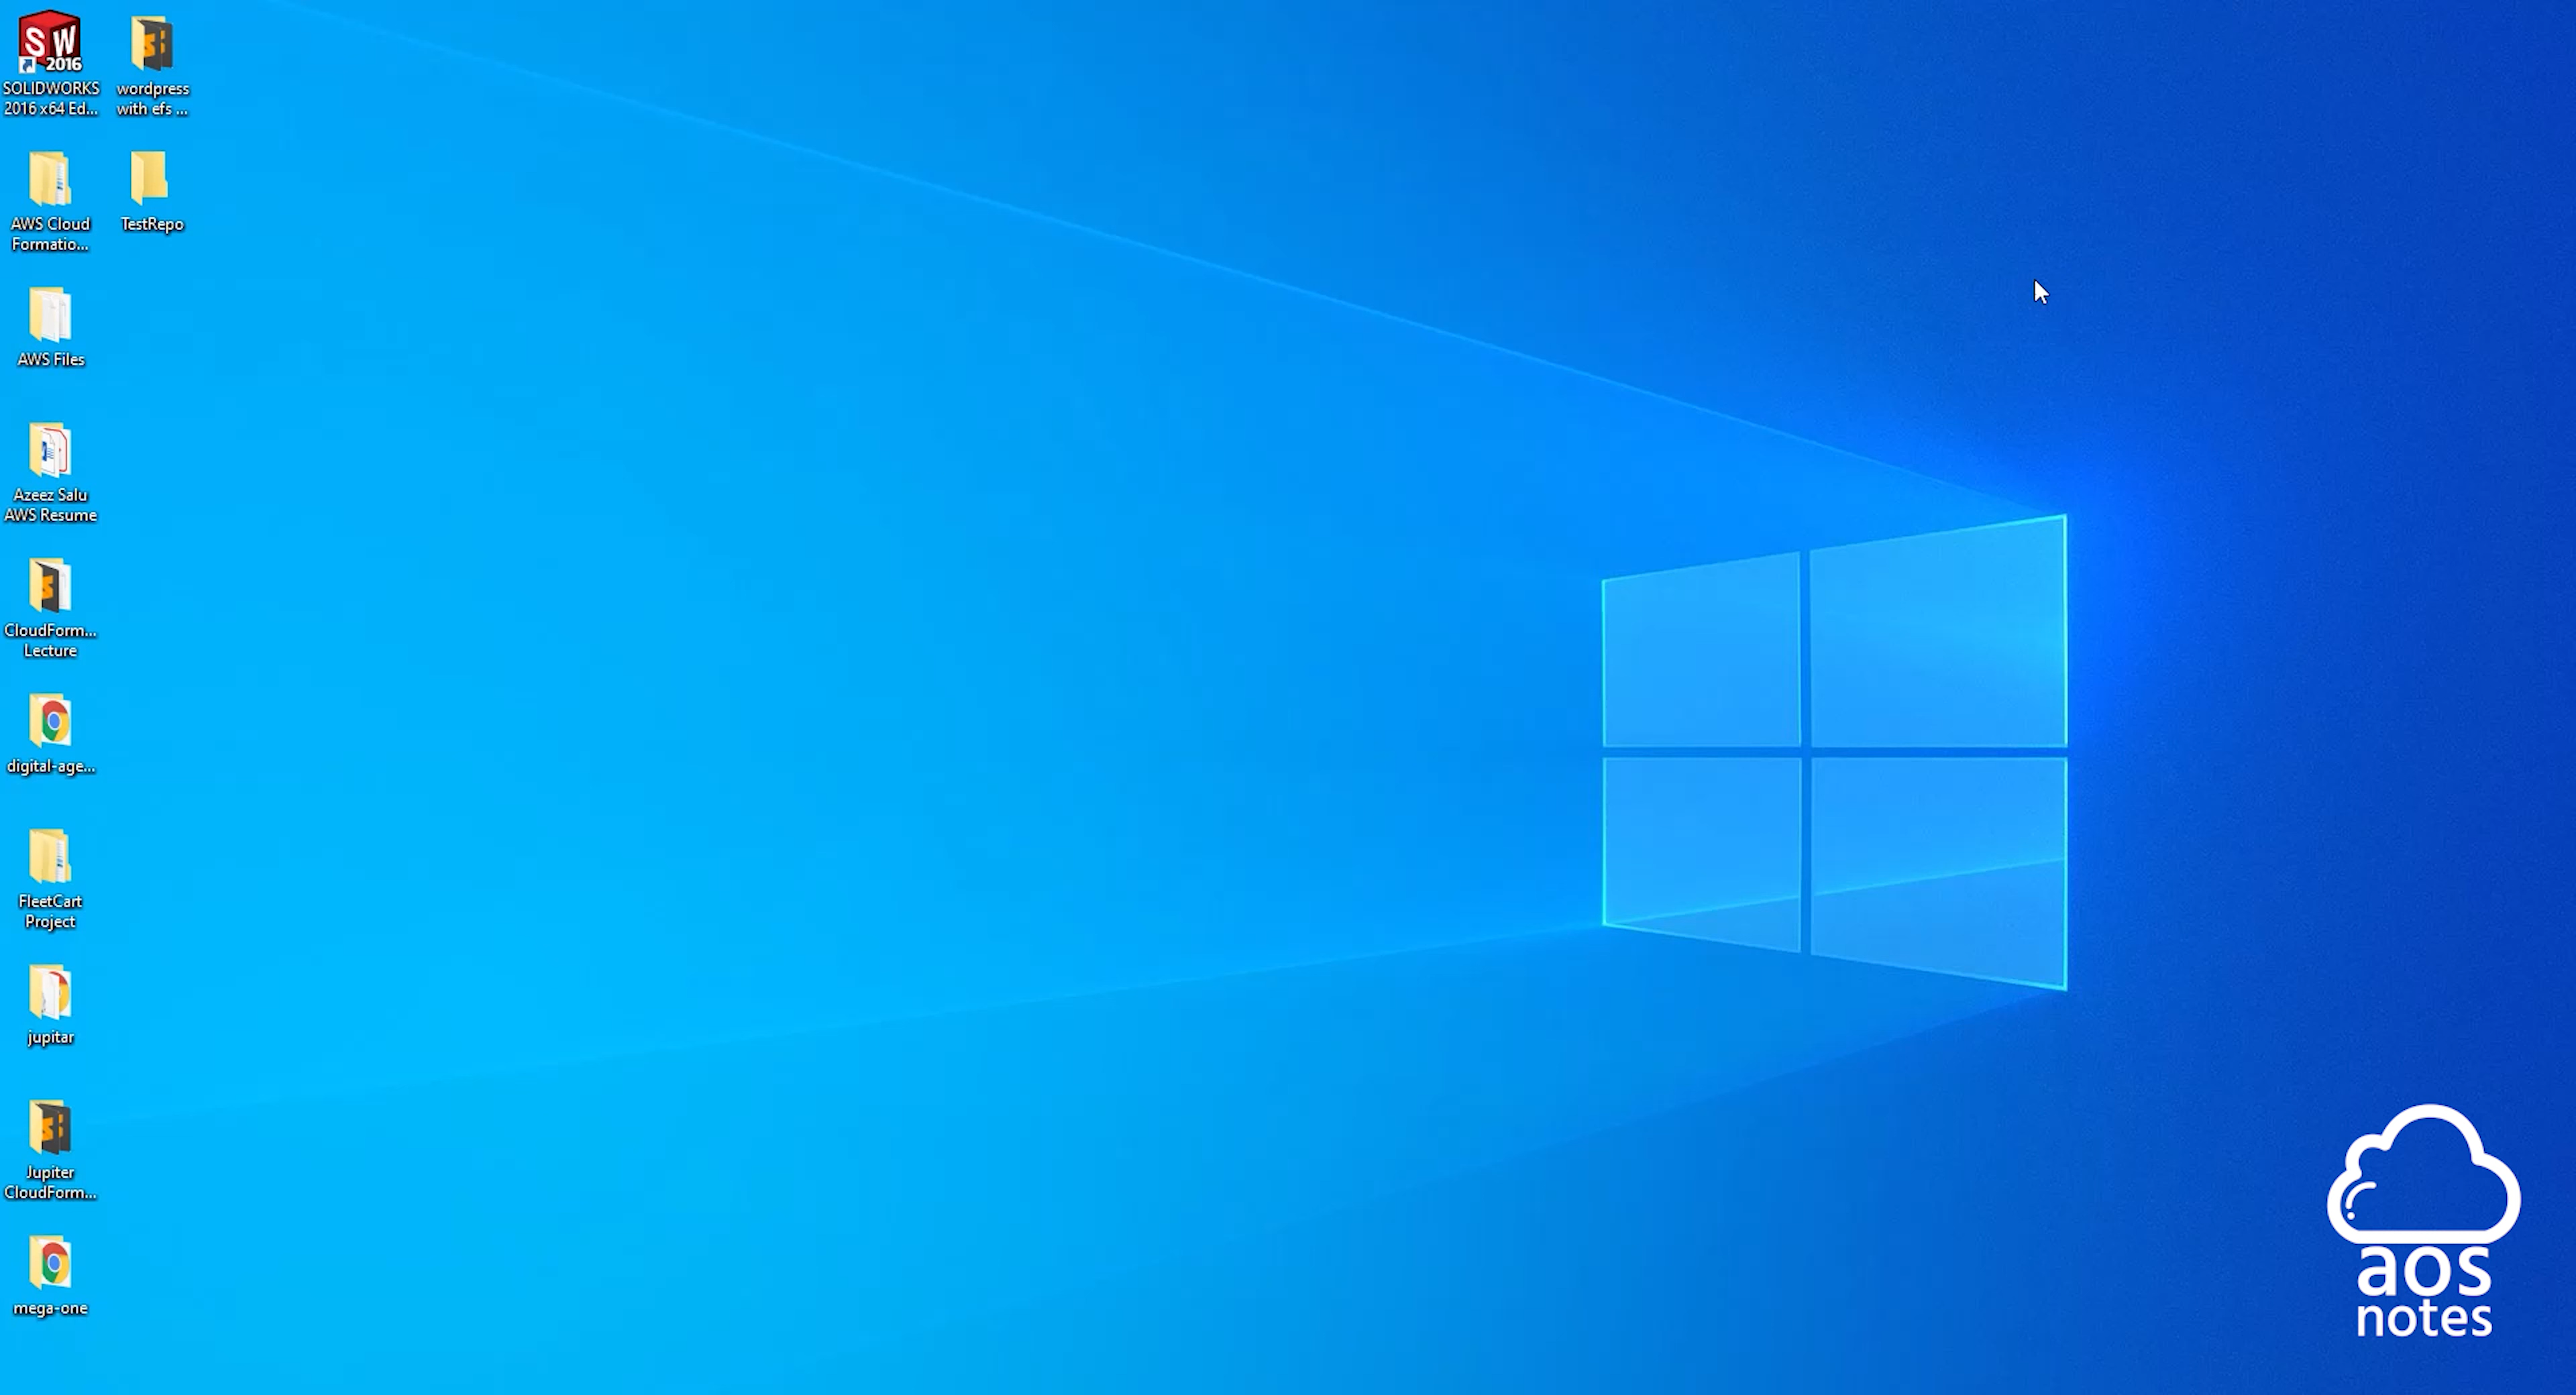 SW
2016
SOLIDWORKS
2016 x64 Ed...
AWS Cloud
Formatio...
AWS Files
Azeez Salu
AWS Resume
CloudForm...
Lecture
digital-age...
FleetCart
Project
jupitar
Jupiter
CloudForm...
mega-one
wordpress
with efs ...
TestRepo
aos
notes